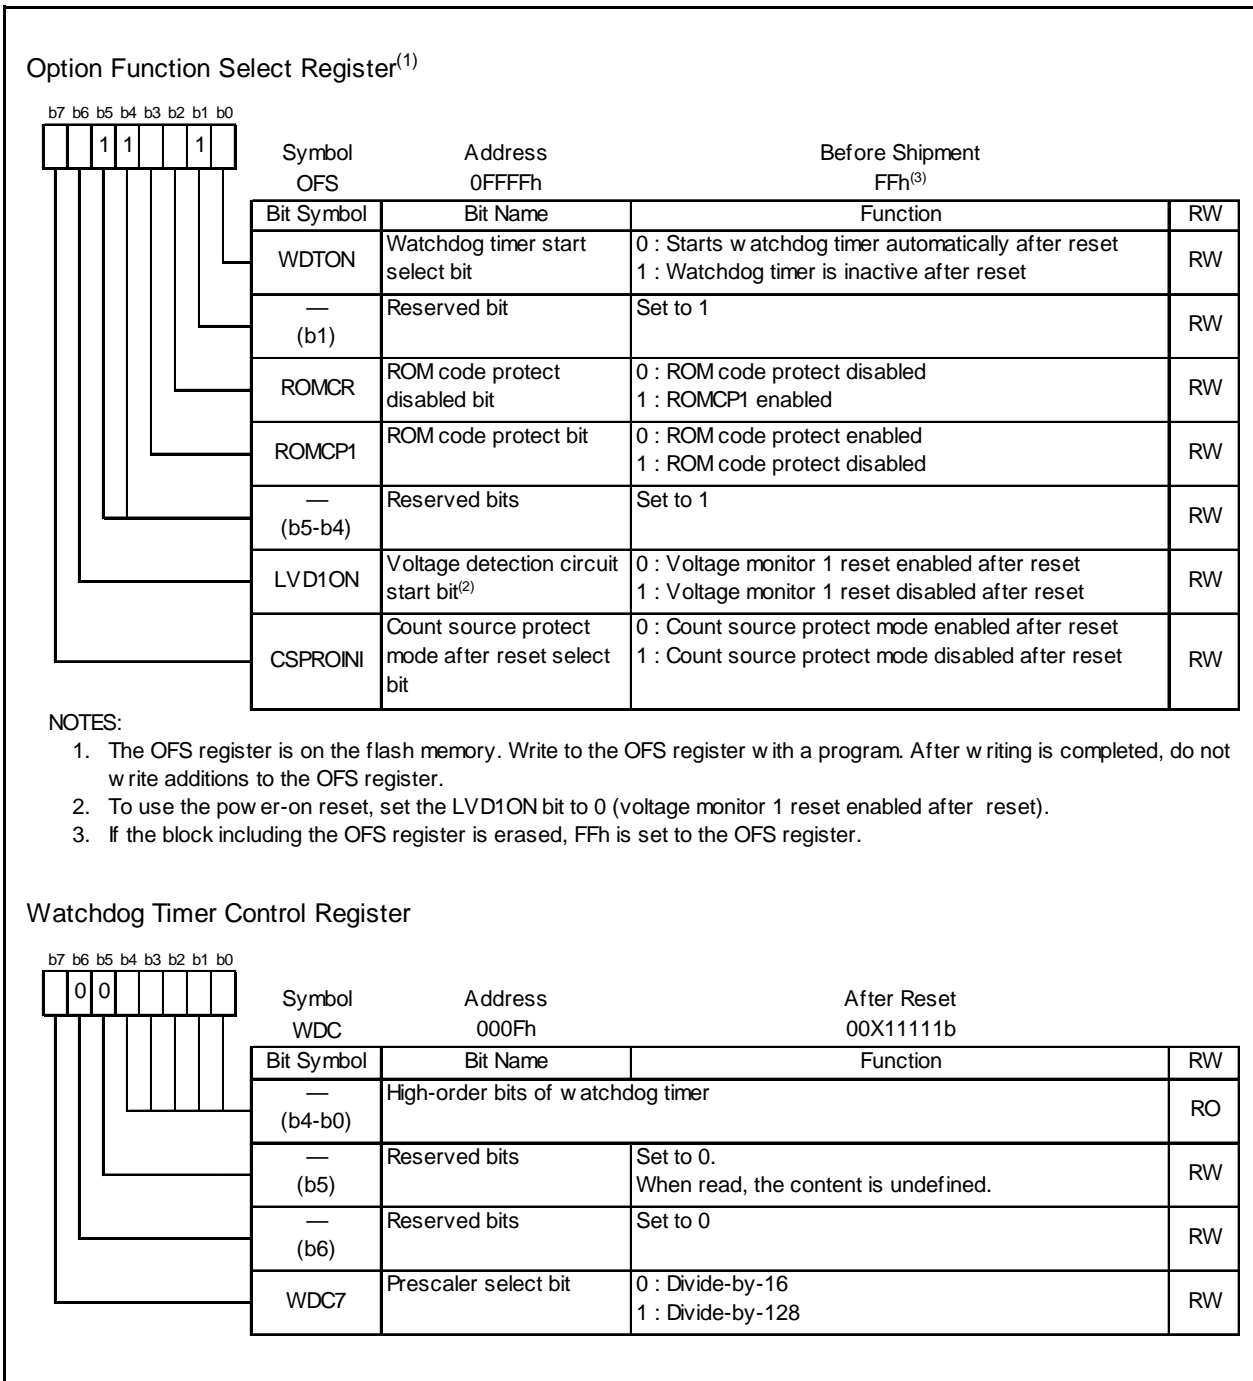 Option Function Select Register(1)
b7 b6 b5 b4 b3 b2 b1 b0
1 1 1
Symbol Address Before Shipment
OFS 0FFFFh FFh(3)
Bit Symbol Bit Name Function RW
WDTON Watchdog timer start select bit 0 : Starts watchdog timer automatically after reset
1 : Watchdog timer is inactive after reset RW
— (b1) Reserved bit Set to 1 RW
ROMCR ROM code protect disabled bit 0 : ROM code protect disabled
1 : ROMCP1 enabled RW
ROMCP1 ROM code protect bit 0 : ROM code protect enabled
1 : ROM code protect disabled RW
— (b5-b4) Reserved bits Set to 1 RW
LVD1ON Voltage detection circuit start bit(2) 0 : Voltage monitor 1 reset enabled after reset
1 : Voltage monitor 1 reset disabled after reset RW
CSPROINI Count source protect mode after reset select bit 0 : Count source protect mode enabled after reset
1 : Count source protect mode disabled after reset RW
NOTES:
1. The OFS register is on the flash memory. Write to the OFS register with a program. After writing is completed, do not
write additions to the OFS register.
2. To use the power-on reset, set the LVD1ON bit to 0 (voltage monitor 1 reset enabled after reset).
3. If the block including the OFS register is erased, FFh is set to the OFS register.
Watchdog Timer Control Register
b7 b6 b5 b4 b3 b2 b1 b0
0 0
Symbol Address After Reset
WDC 000Fh 00X11111b
Bit Symbol Bit Name Function RW
— (b4-b0) High-order bits of watchdog timer RO
— (b5) Reserved bits Set to 0.
When read, the content is undefined. RW
— (b6) Reserved bits Set to 0 RW
WDC7 Prescaler select bit 0 : Divide-by-16
1 : Divide-by-128 RW